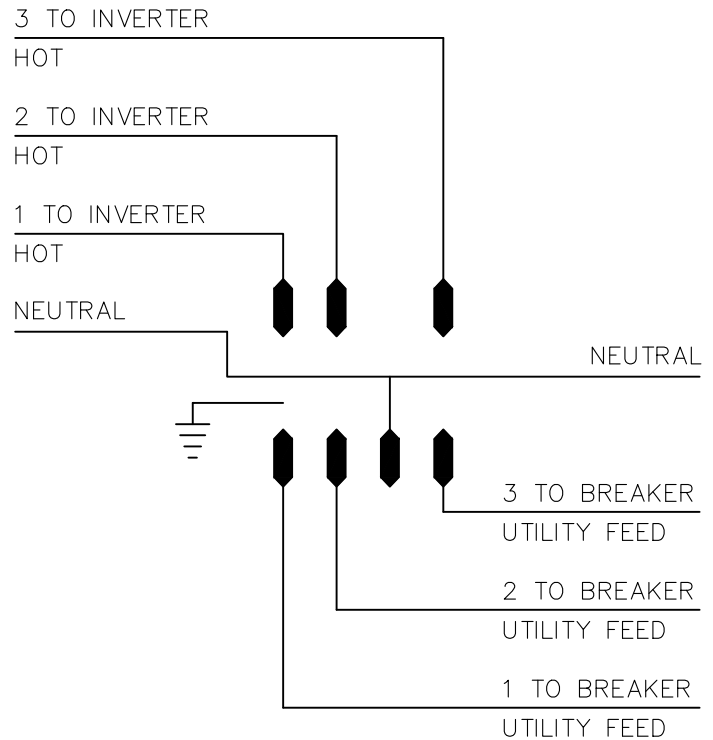 3 TO INVERTER
HOT
2 TO INVERTER
HOT
1 TO INVERTER
HOT
NEUTRAL
NEUTRAL
3 TO BREAKER
UTILITY FEED
2 TO BREAKER
UTILITY FEED
1 TO BREAKER
UTILITY FEED